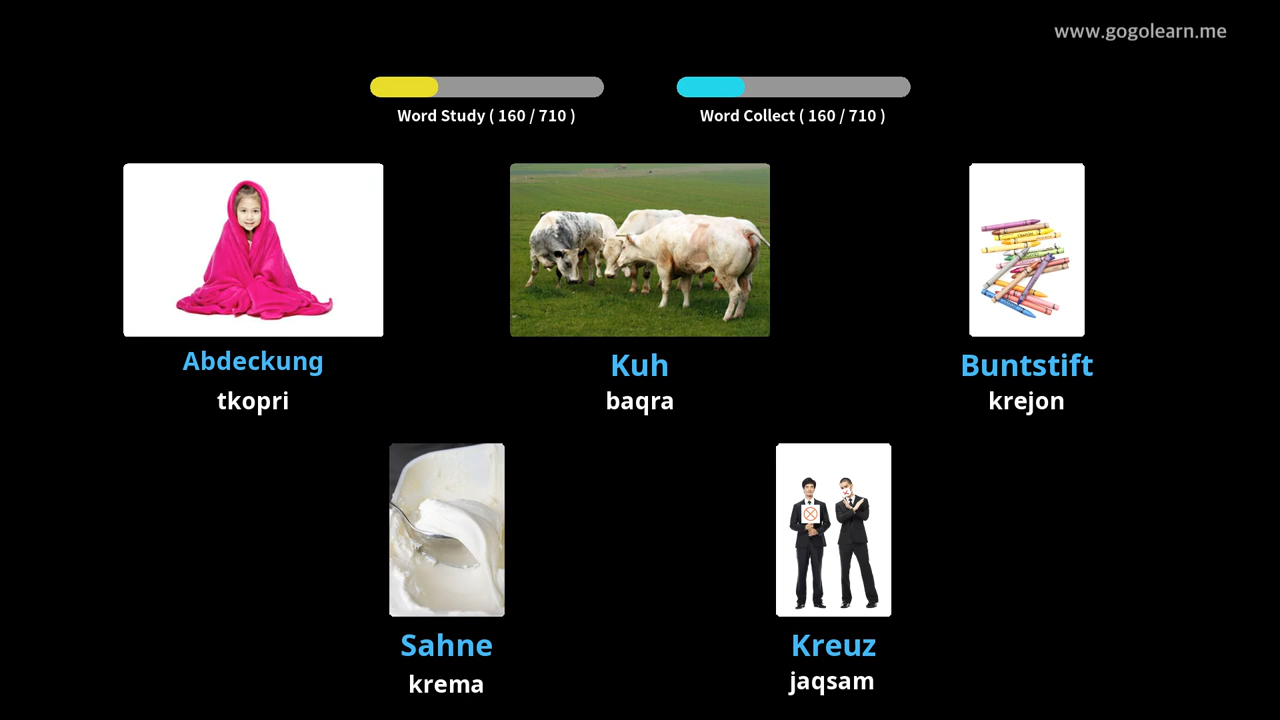 www.gogolearn.me
Word Study ( 160 / 710 )
Word Collect ( 160 / 710 )
Abdeckung
tkopri
Kuh
baqra
Buntstift
krejon
Sahne
krema
Kreuz
jaqsam